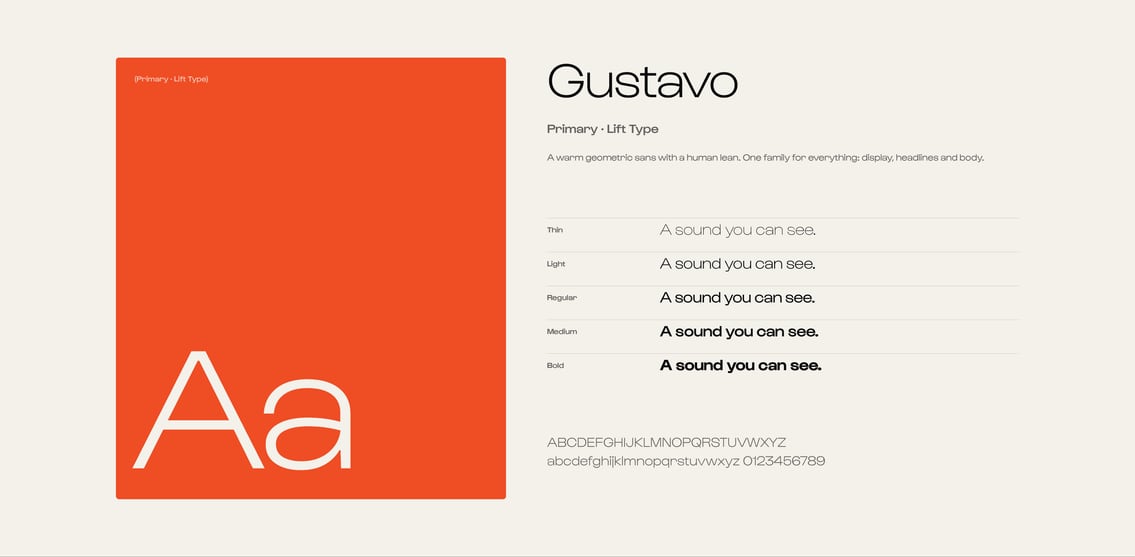 (Primary · Lift Type)
Aa
Gustavo
Primary · Lift Type
A warm geometric sans with a human lean. One family for everything: display, headlines and body.
Thin A sound you can see.
Light A sound you can see.
Regular A sound you can see.
Medium A sound you can see.
Bold A sound you can see.
ABCDEFGHIJKLMNOPQRSTUVWXYZ
abcdefghijklmnopqrstuvwxyz 0123456789